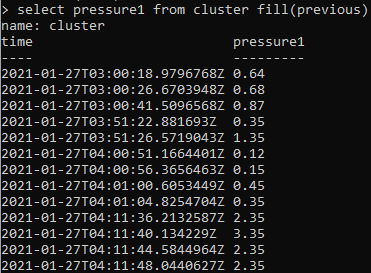 > select pressure1 from cluster fill(previous)
name: cluster
time pressure1
---- ---------
2021-01-27T03:00:18.9796768Z 0.64
2021-01-27T03:00:26.6703948Z 0.68
2021-01-27T03:00:41.5096568Z 0.87
2021-01-27T03:51:22.881693Z 0.35
2021-01-27T03:51:26.5719043Z 1.35
2021-01-27T04:00:51.1664401Z 0.12
2021-01-27T04:00:56.3656463Z 0.15
2021-01-27T04:01:00.6053449Z 0.45
2021-01-27T04:01:04.8254704Z 0.35
2021-01-27T04:11:36.2132587Z 2.35
2021-01-27T04:11:40.134229Z 3.35
2021-01-27T04:11:44.5844964Z 2.35
2021-01-27T04:11:48.0440627Z 2.35